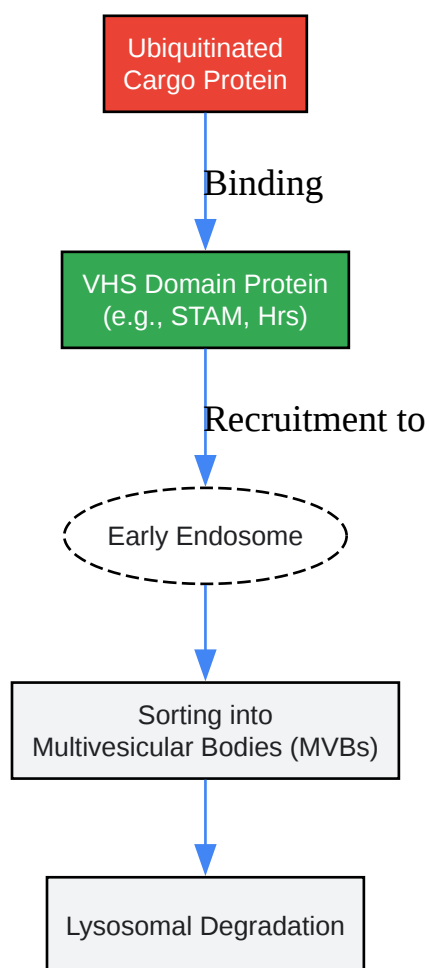 Ubiquitinated
Cargo Protein
Binding
VHS Domain Protein
(e.g., STAM, Hrs)
Recruitment to
Early Endosome
Sorting into
Multivesicular Bodies (MVBs)
Lysosomal Degradation